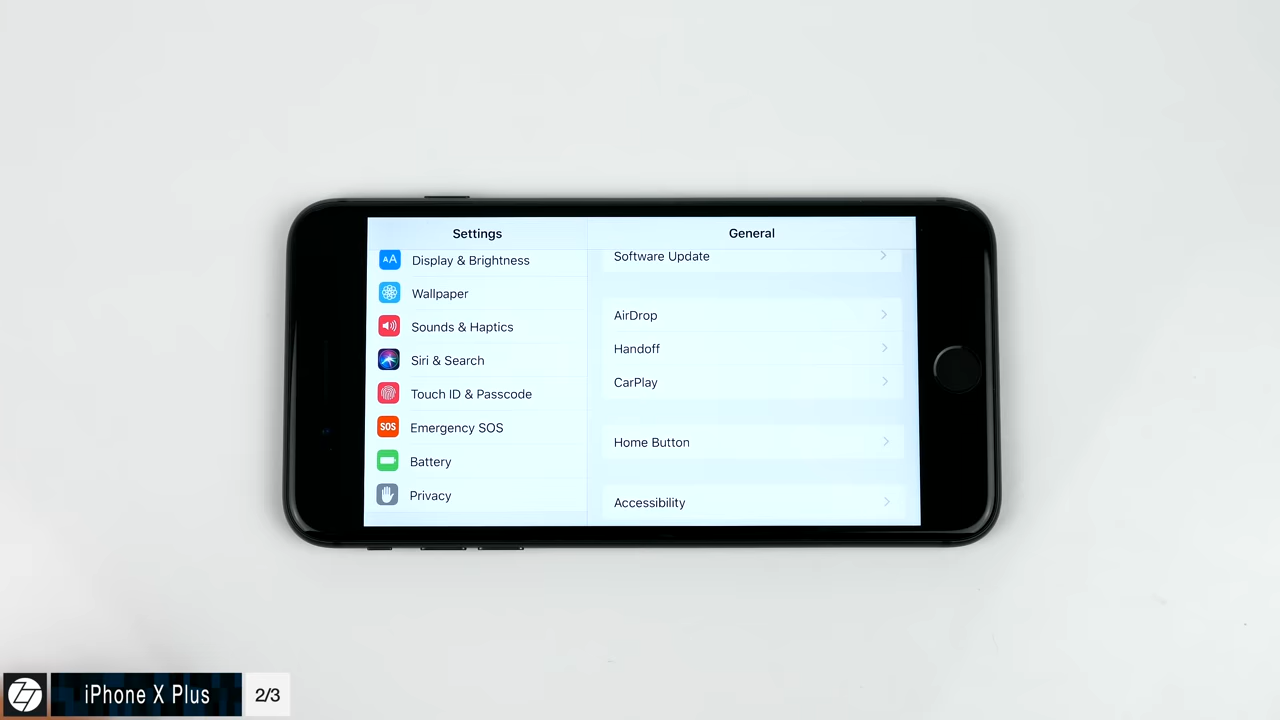 Settings
General
Display & Brightness
Wallpaper
Sounds & Haptics
Siri & Search
Touch ID & Passcode
SOS
Emergency SOS
Battery
Privacy
Software Update
AirDrop
Handoff
CarPlay
Home Button
Accessibility
iPhone X Plus
2/3